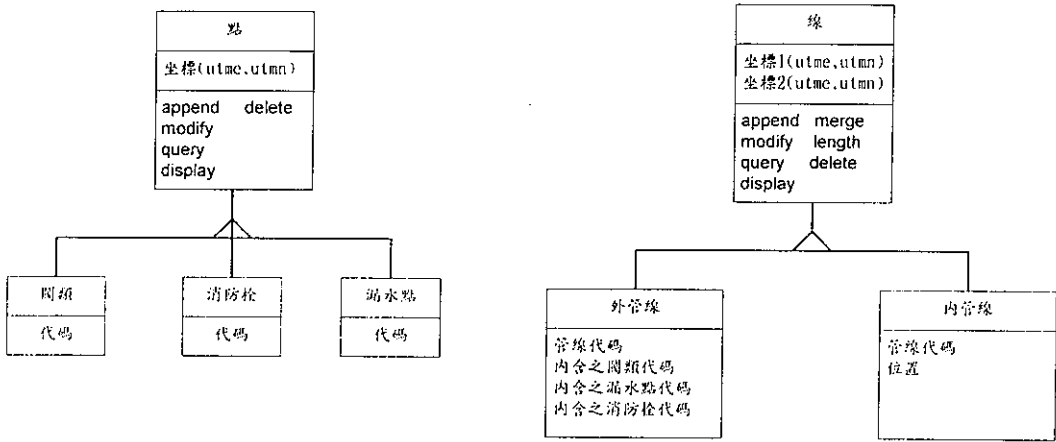 點
坐標(utme,utmn)
append delete
modify
query
display
閥類
代碼
消防栓
代碼
漏水點
代碼
線
坐標1(utme,utmn)
坐標2(utme,utmn)
append merge
modify length
query delete
display
外管線
管線代碼
內含之閥類代碼
內含之漏水點代碼
內含之消防栓代碼
內管線
管線代碼
位置